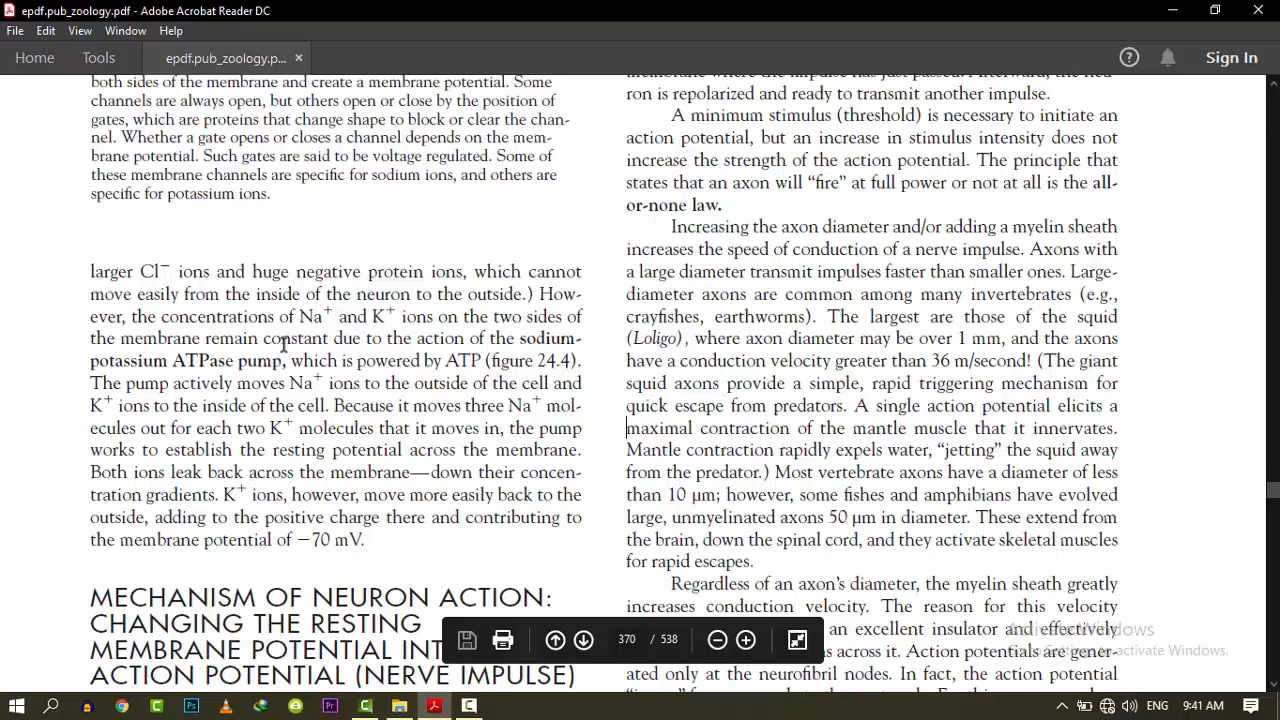 epdf.pub_zoology.pdf - Adobe Acrobat Reader DC
File Edit View Window Help
Home Tools epdf.pub_zoology.p... × Sign In
both sides of the membrane and create a membrane potential. Some
channels are always open, but others open or close by the position of
gates, which are proteins that change shape to block or clear the chan-
nel. Whether a gate opens or closes a channel depends on the mem-
brane potential. Such gates are said to be voltage regulated. Some of
these membrane channels are specific for sodium ions, and others are
specific for potassium ions.
larger Cl⁻ ions and huge negative protein ions, which cannot
move easily from the inside of the neuron to the outside.) How-
ever, the concentrations of Na⁺ and K⁺ ions on the two sides of
the membrane remain constant due to the action of the sodium-
potassium ATPase pump, which is powered by ATP (figure 24.4).
The pump actively moves Na⁺ ions to the outside of the cell and
K⁺ ions to the inside of the cell. Because it moves three Na⁺ mol-
ecules out for each two K⁺ molecules that it moves in, the pump
works to establish the resting potential across the membrane.
Both ions leak back across the membrane—down their concen-
tration gradients. K⁺ ions, however, move more easily back to the
outside, adding to the positive charge there and contributing to
the membrane potential of −70 mV.
MECHANISM OF NEURON ACTION:
CHANGING THE RESTING
MEMBRANE POTENTIAL INT
ACTION POTENTIAL (NERVE IMPULSE)
membrane where the impulse has just passed. Afterward, the neu-
ron is repolarized and ready to transmit another impulse.
A minimum stimulus (threshold) is necessary to initiate an
action potential, but an increase in stimulus intensity does not
increase the strength of the action potential. The principle that
states that an axon will “fire” at full power or not at all is the all-
or-none law.
Increasing the axon diameter and/or adding a myelin sheath
increases the speed of conduction of a nerve impulse. Axons with
a large diameter transmit impulses faster than smaller ones. Large-
diameter axons are common among many invertebrates (e.g.,
crayfishes, earthworms). The largest are those of the squid
(Loligo), where axon diameter may be over 1 mm, and the axons
have a conduction velocity greater than 36 m/second! (The giant
squid axons provide a simple, rapid triggering mechanism for
quick escape from predators. A single action potential elicits a
maximal contraction of the mantle muscle that it innervates.
Mantle contraction rapidly expels water, “jetting” the squid away
from the predator.) Most vertebrate axons have a diameter of less
than 10 μm; however, some fishes and amphibians have evolved
large, unmyelinated axons 50 μm in diameter. These extend from
the brain, down the spinal cord, and they activate skeletal muscles
for rapid escapes.
Regardless of an axon’s diameter, the myelin sheath greatly
increases conduction velocity. The reason for this velocity
an excellent insulator and effectively
s across it. Action potentials are gener-
ated only at the neurofibril nodes. In fact, the action potential
370 / 538
Activate Windows
Go to Settings to activate Windows.
Ps Pr ENG 9:41 AM